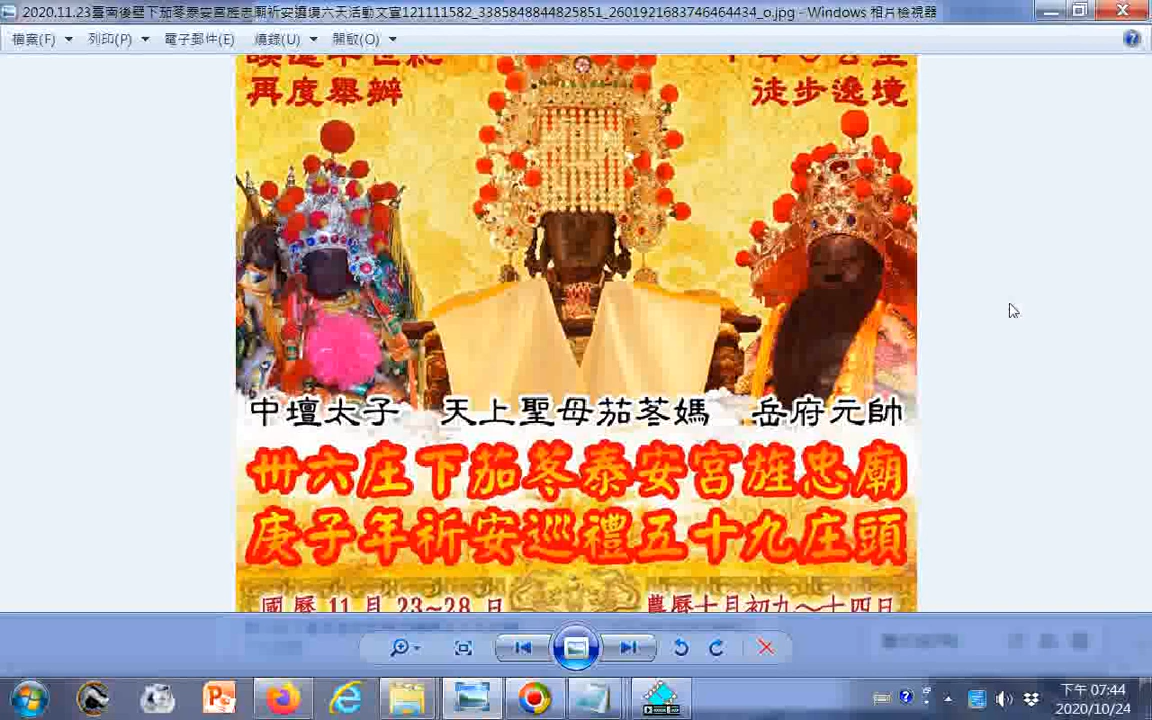 2020.11.23臺南後壁下茄苳泰安宮旌忠廟祈安遶境六天活動文宣121111582_3385848844825851_2601921683746464434_o.jpg - Windows 相片檢視器
檔案(F) 列印(P) 電子郵件(E) 燒錄(U) 開啟(O)
再度舉辦
徒步遶境
中壇太子 天上聖母茄苳媽 岳府元帥
卅六庄下茄苳泰安宮旌忠廟
庚子年祈安巡禮五十九庄頭
國曆11月23~28日 農曆十月初九~十四日
下午 07:44
2020/10/24